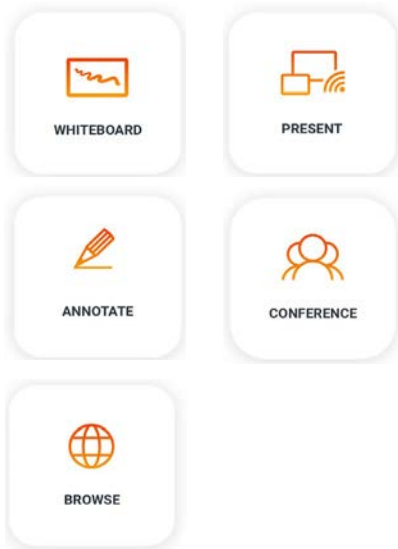 WHITEBOARD
PRESENT
ANNOTATE
CONFERENCE
BROWSE